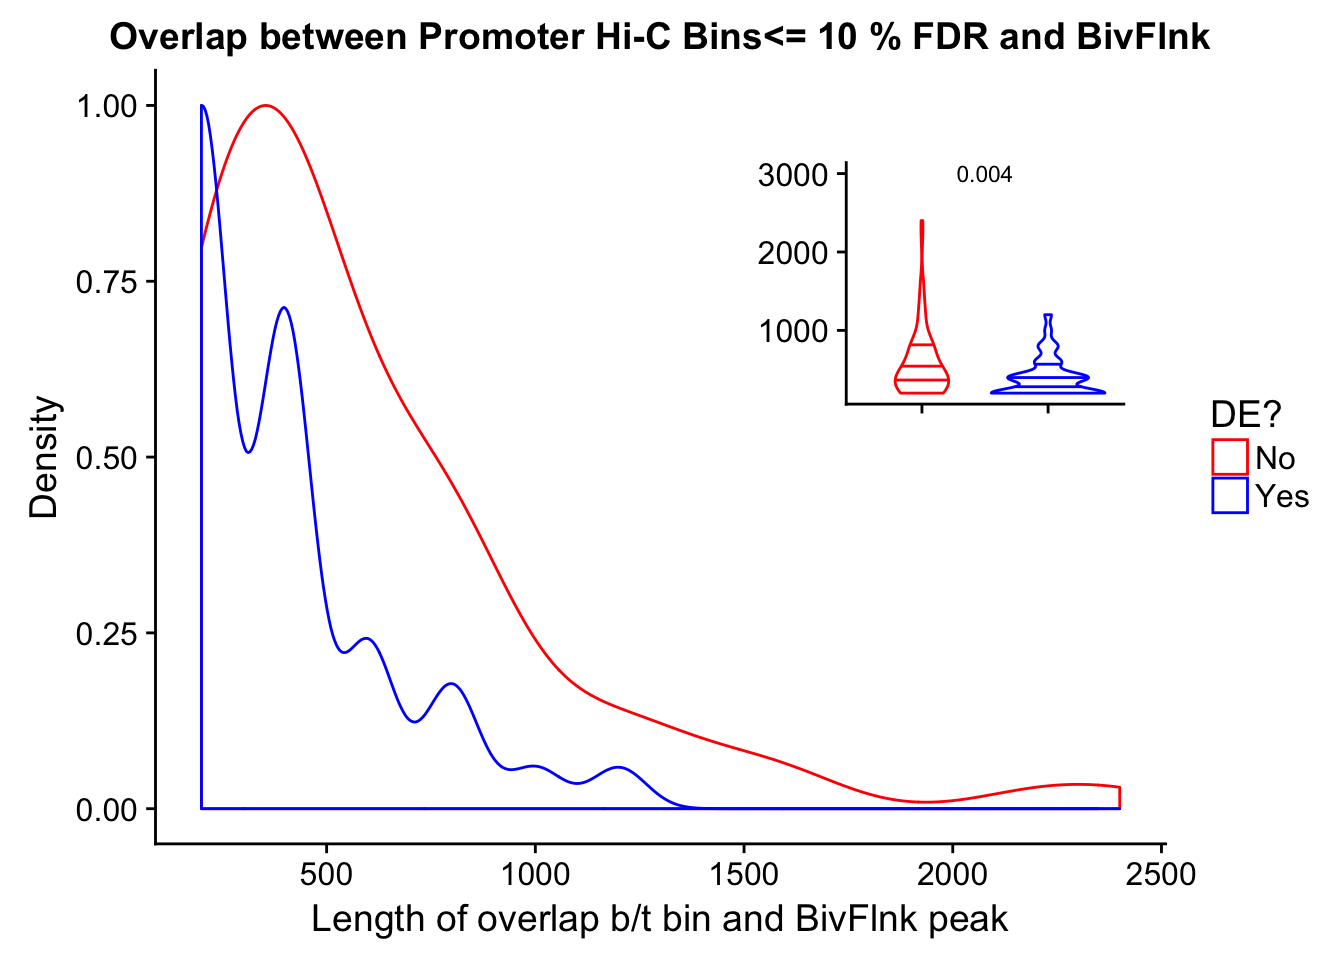 Overlap between Promoter Hi-C Bins<= 10 % FDR and BivFlnk
1.00
0.75
0.50
0.25
0.00
Density
500 1000 1500 2000 2500
Length of overlap b/t bin and BivFlnk peak
3000
2000
1000
0.004
DE?
No
Yes